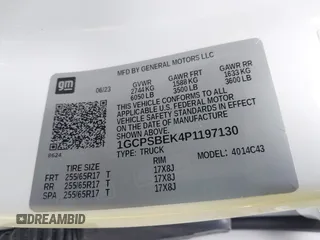 gm
MFD BY GENERAL MOTORS LLC
06/23 GVWR GAWR FRT GAWR RR
2744 KG 1588 KG 1633 KG
6050 LB 3500 LB 3600 LB
THIS VEHICLE CONFORMS TO ALL
APPLICABLE U.S. FEDERAL MOTOR
VEHICLE SAFETY STANDARDS IN
EFFECT ON THE DATE OF MANUFACTURE
SHOWN ABOVE.
1GCPSBEK4P1197130
TYPE: TRUCK MODEL: 4O14C43
TIRE SIZE RIM
FRT 255/65R17 T 17X8J
RR 255/65R17 T 17X8J
SPA 255/65R17 T 17X8J
DREAMBID